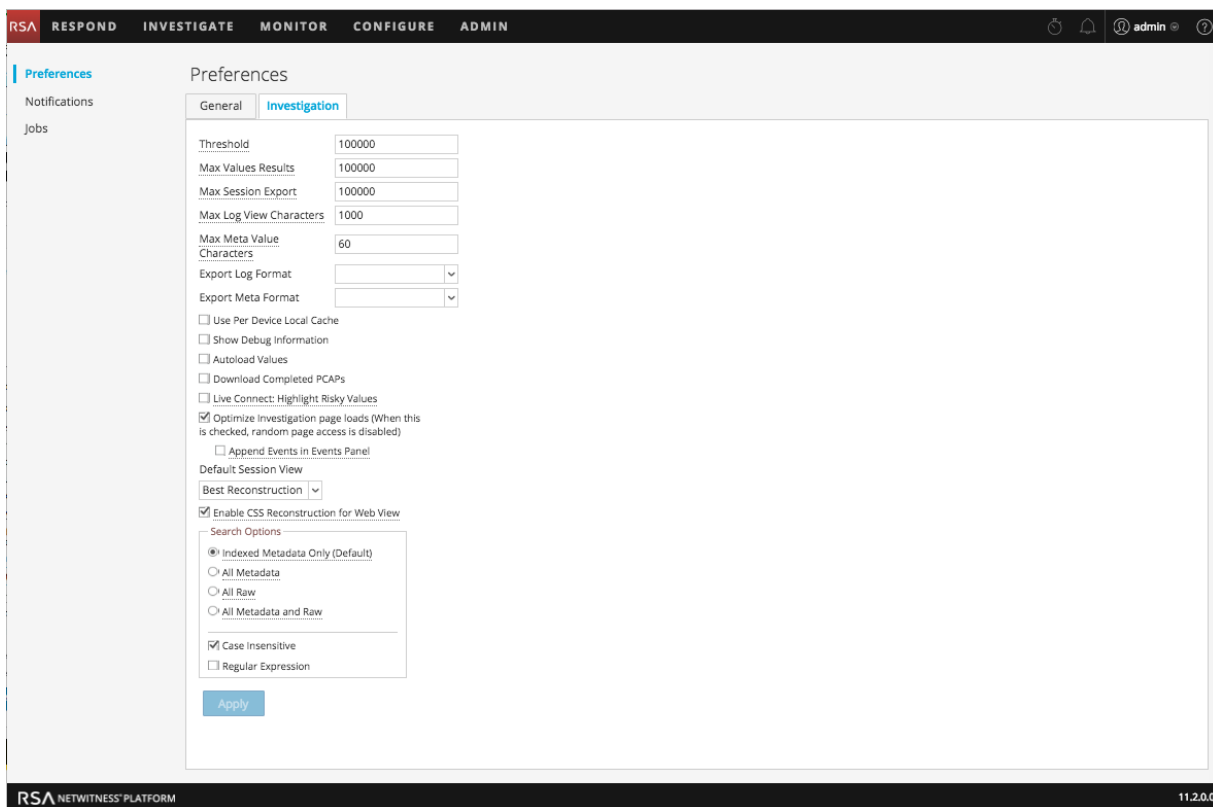 RSA RESPOND INVESTIGATE MONITOR CONFIGURE ADMIN admin ?
Preferences
Notifications
Jobs
Preferences
General Investigation
Threshold 100000
Max Values Results 100000
Max Session Export 100000
Max Log View Characters 1000
Max Meta Value
Characters 60
Export Log Format
Export Meta Format
Use Per Device Local Cache
Show Debug Information
Autoload Values
Download Completed PCAPs
Live Connect: Highlight Risky Values
Optimize Investigation page loads (When this
is checked, random page access is disabled)
Append Events in Events Panel
Default Session View
Best Reconstruction
Enable CSS Reconstruction for Web View
Search Options
Indexed Metadata Only (Default)
All Metadata
All Raw
All Metadata and Raw
Case Insensitive
Regular Expression
Apply
RSA NETWITNESS® PLATFORM 11.2.0.0